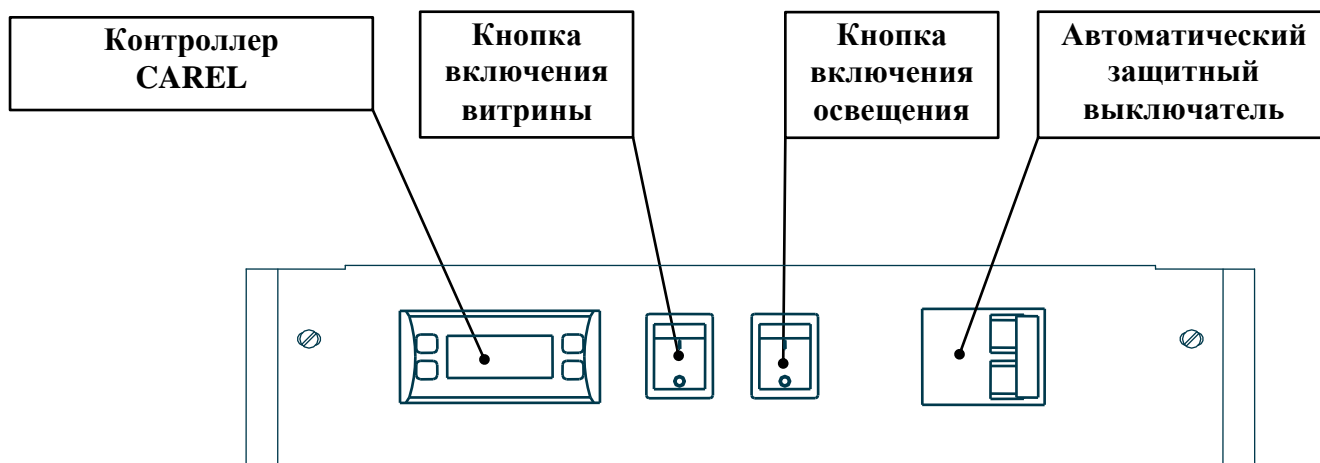 Контроллер
CAREL
Кнопка
включения
витрины
Кнопка
включения
освещения
Автоматический
защитный
выключатель